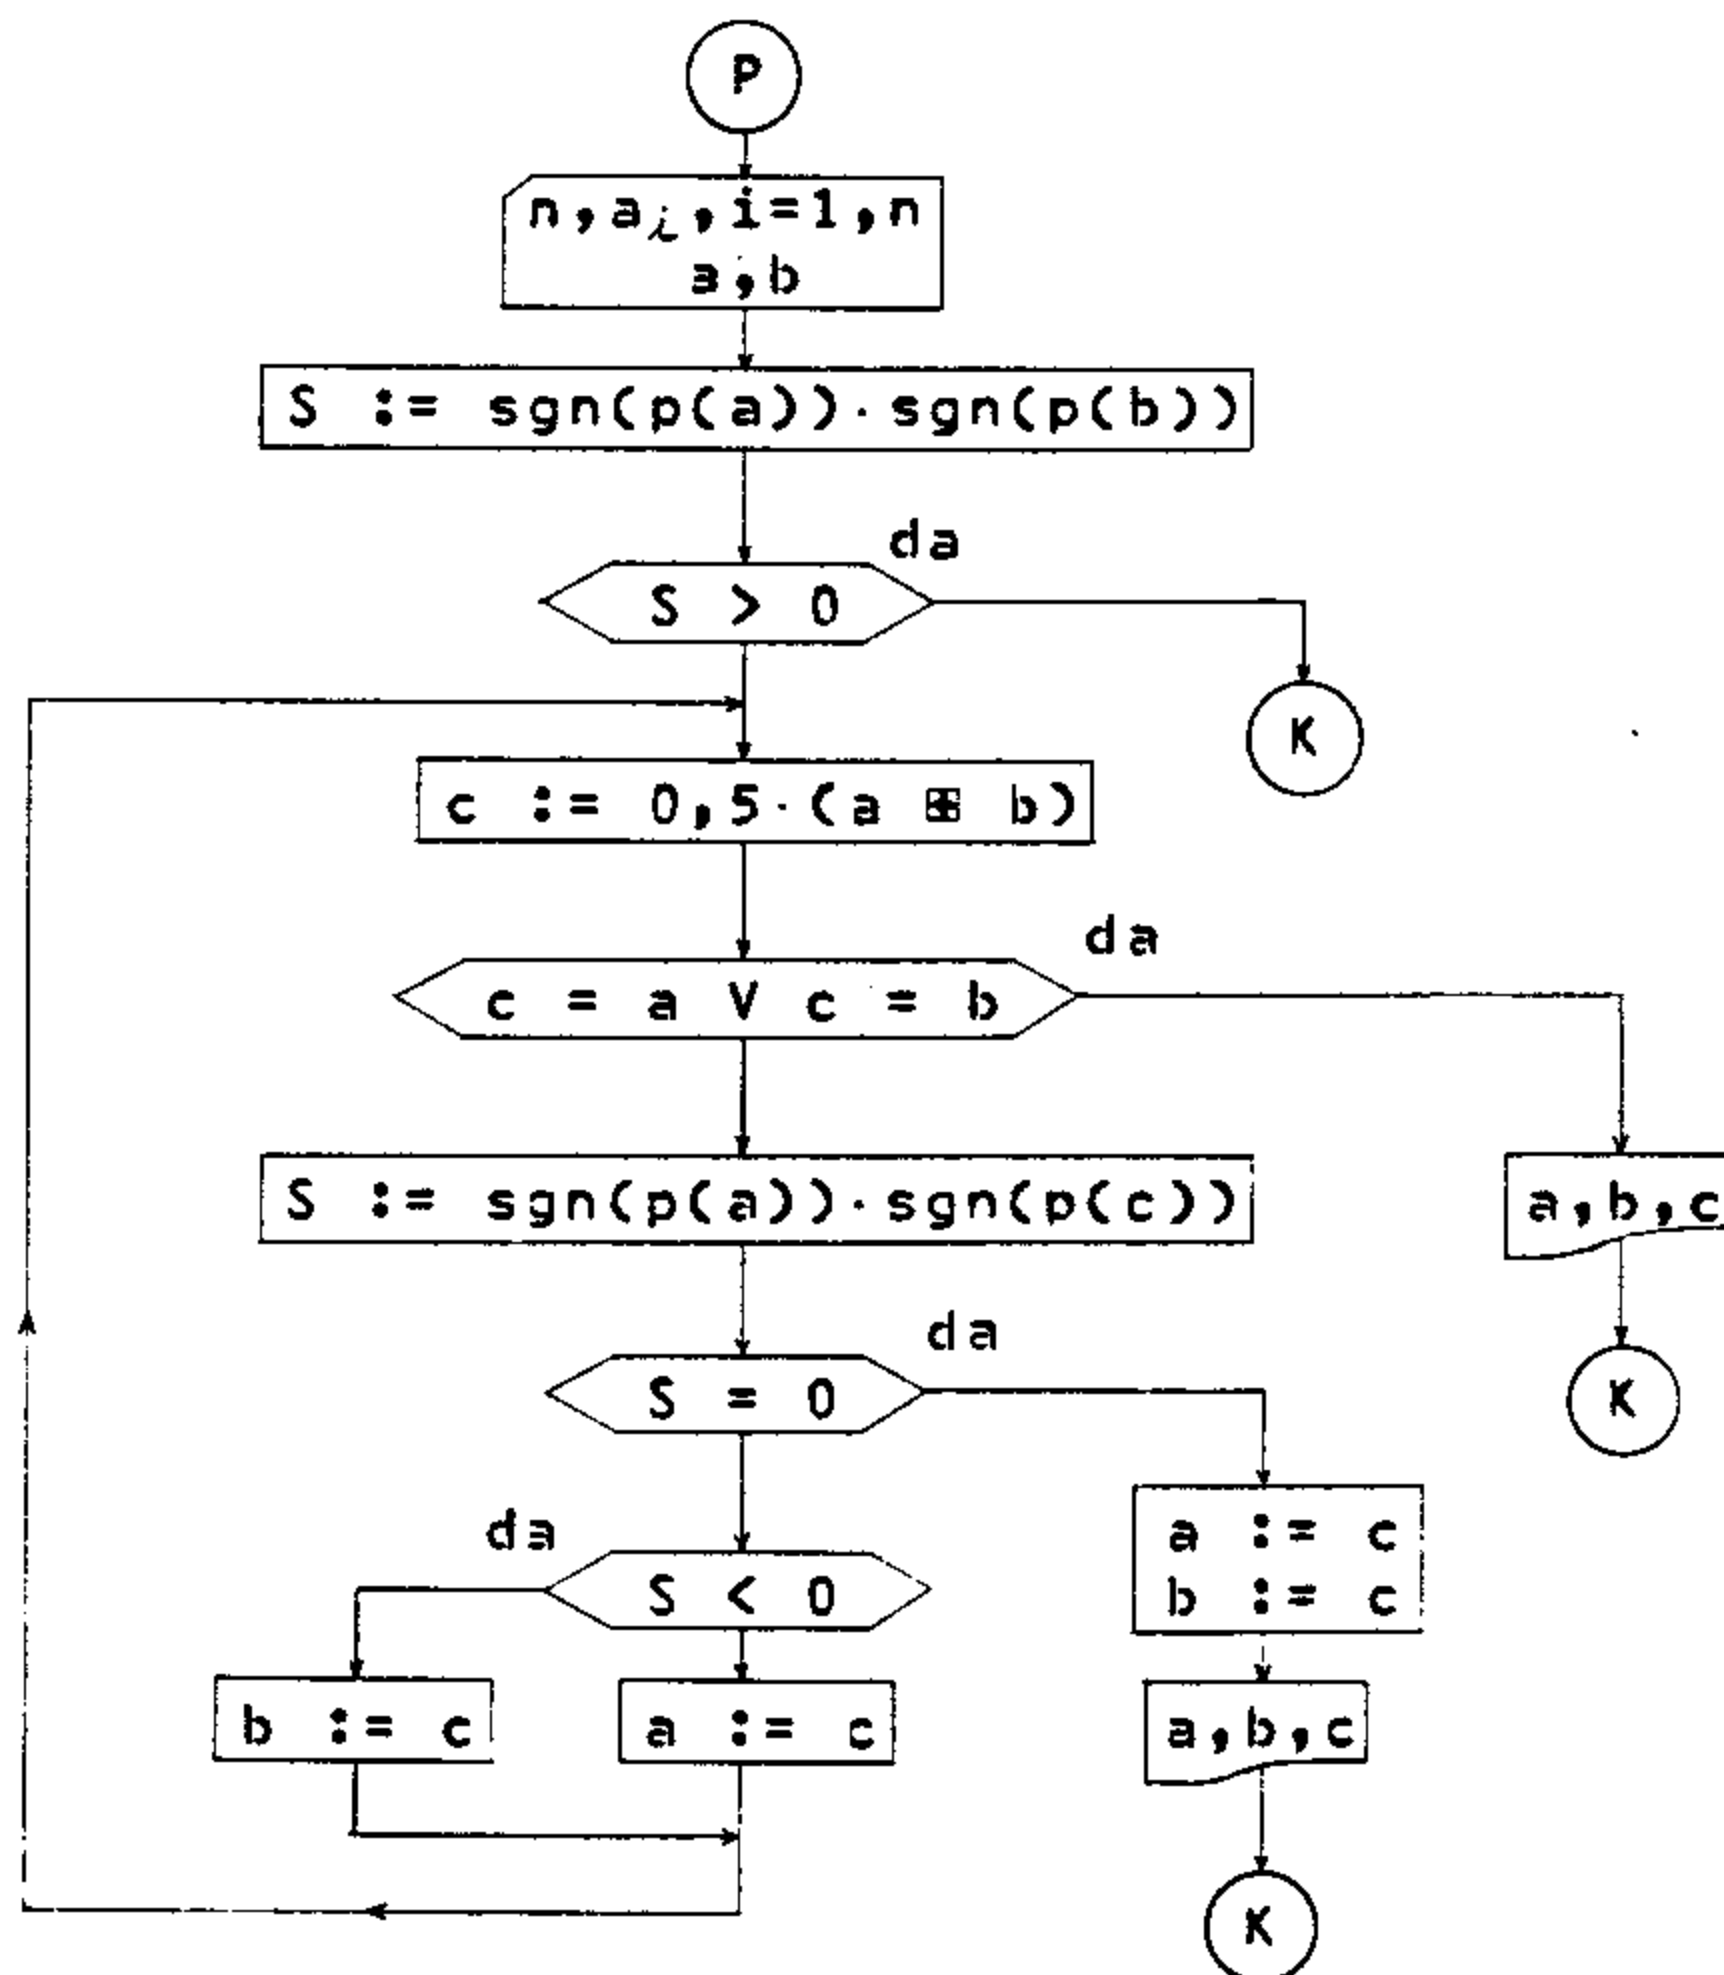 P
n,aᵢ,i=1,n
a,b
S := sgn(p(a))·sgn(p(b))
da
S > 0
K
c := 0,5·(a ⊞ b)
da
c = a V c = b
S := sgn(p(a))·sgn(p(c))
a,b,c
da
S = 0
K
da
a := c
b := c
S < 0
b := c
a := c
a,b,c
K